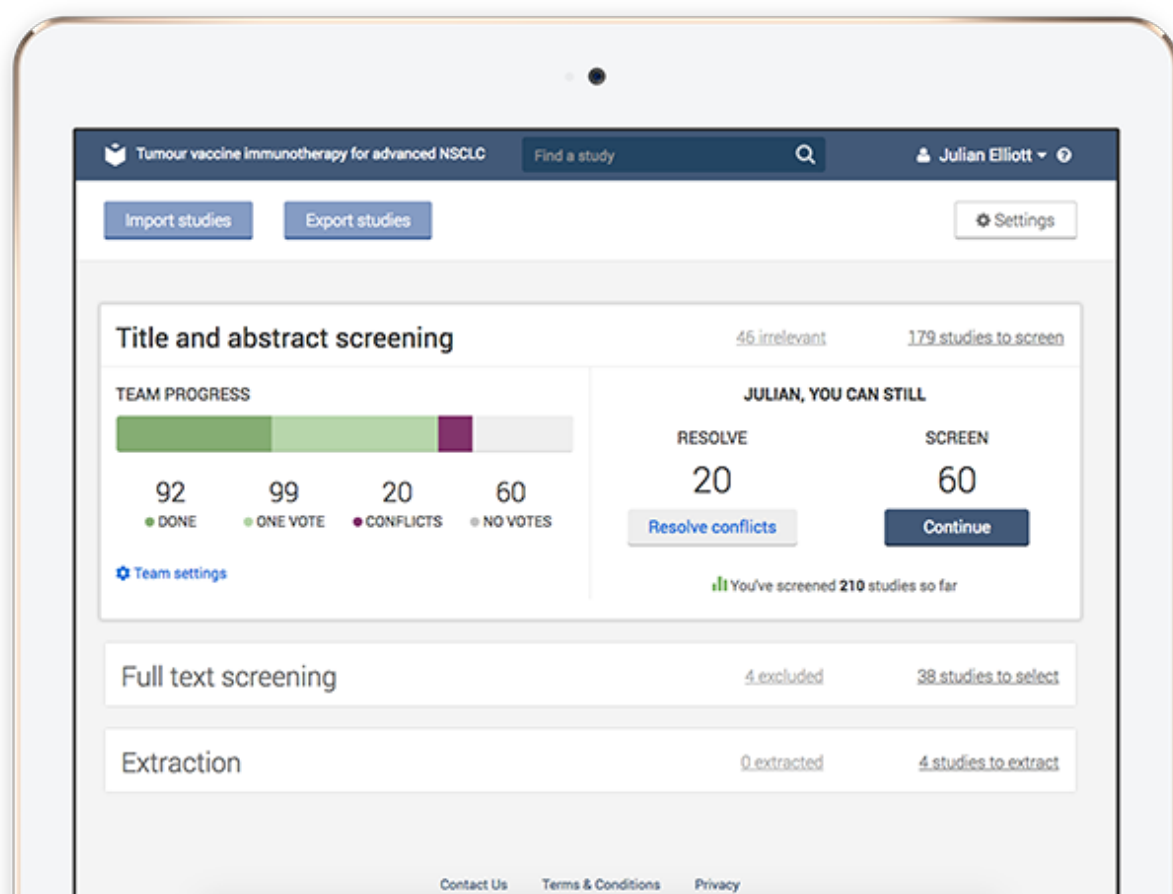 Tumour vaccine immunotherapy for advanced NSCLC
Find a study
Julian Elliott
Import studies
Export studies
Settings
Title and abstract screening
46 irrelevant
179 studies to screen
TEAM PROGRESS
92
DONE
99
ONE VOTE
20
CONFLICTS
60
NO VOTES
Team settings
JULIAN, YOU CAN STILL
RESOLVE
20
Resolve conflicts
SCREEN
60
Continue
You've screened 210 studies so far
Full text screening
4 excluded
38 studies to select
Extraction
0 extracted
4 studies to extract
Contact Us
Terms & Conditions
Privacy